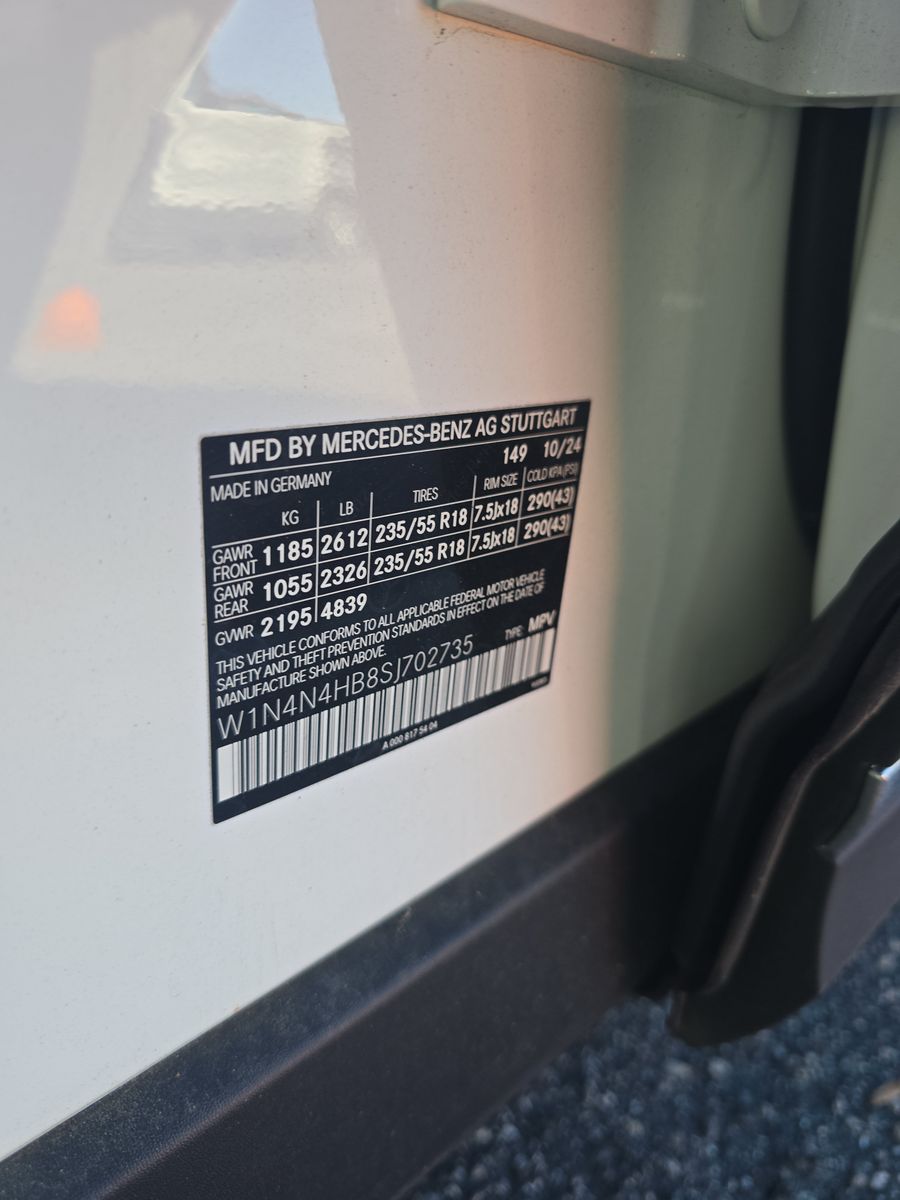 MFD BY MERCEDES-BENZ AG STUTTGART
149 10/24
MADE IN GERMANY
KG LB TIRES RIM SIZE COLD KPA (PSI)
GAWR FRONT 1185 2612 235/55 R18 7.5Jx18 290(43)
GAWR REAR 1055 2326 235/55 R18 7.5Jx18 290(43)
GVWR 2195 4839
THIS VEHICLE CONFORMS TO ALL APPLICABLE FEDERAL MOTOR VEHICLE
SAFETY AND THEFT PREVENTION STANDARDS IN EFFECT ON THE DATE OF
MANUFACTURE SHOWN ABOVE.
TYPE: MPV
W1N4N4HB8SJ702735
A 000 817 54 04